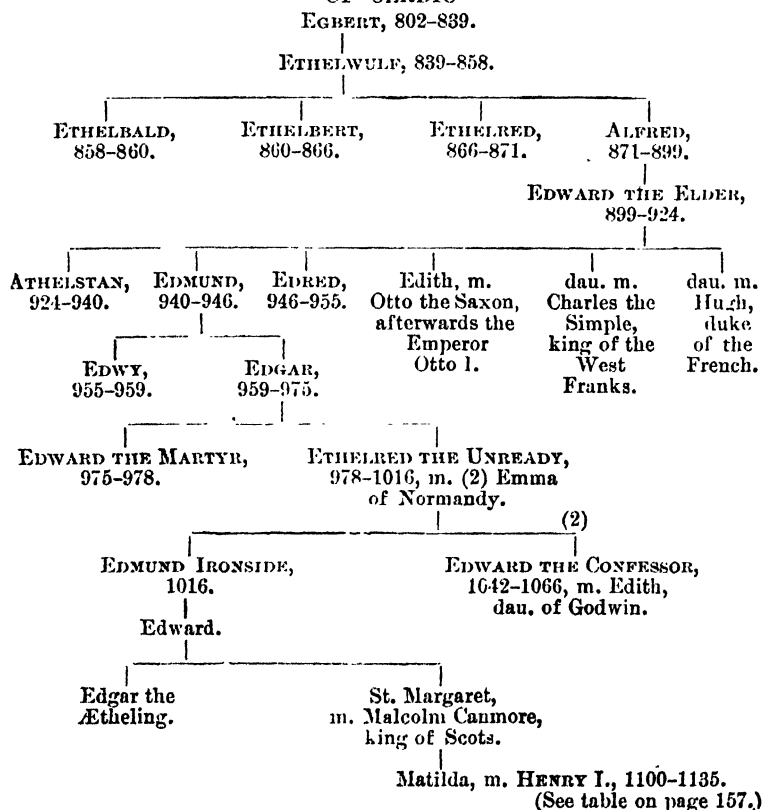 EGBERT, 802–839.
ETHELWULF, 839–858.
ETHELBALD, ETHELBERT, ETHELRED, ALFRED,
858–860. 860–866. 866–871. 871–899.
EDWARD THE ELDER,
899–924.
ATHELSTAN, EDMUND, EDRED, Edith, m. dau. m. dau. m.
924–940. 940–946. 946–955. Otto the Saxon, Charles the Hugh,
afterwards the Simple, duke
Emperor king of the of the
Otto I. West French.
Franks.
EDWY, EDGAR,
955–959. 959–975.
EDWARD THE MARTYR, ETHELRED THE UNREADY,
975–978. 978–1016, m. (2) Emma
of Normandy.
(2)
EDMUND IRONSIDE, EDWARD THE CONFESSOR,
1016. 1042–1066, m. Edith,
dau. of Godwin.
Edward.
Edgar the St. Margaret,
Ætheling. m. Malcolm Canmore,
king of Scots.
Matilda, m. HENRY I., 1100–1135.
(See table on page 157.)